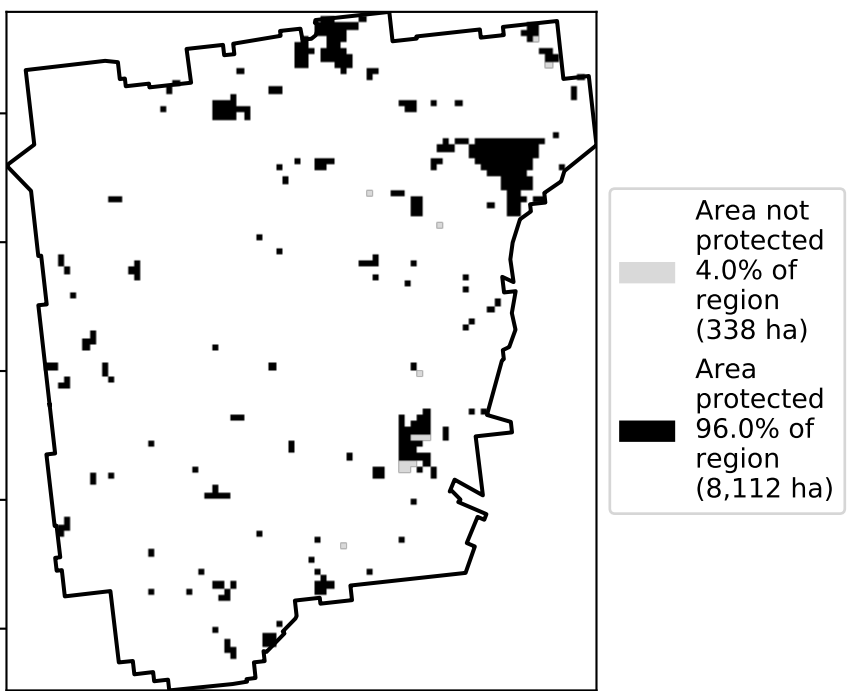 Area not
protected
4.0% of
region
(338 ha)
Area
protected
96.0% of
region
(8,112 ha)